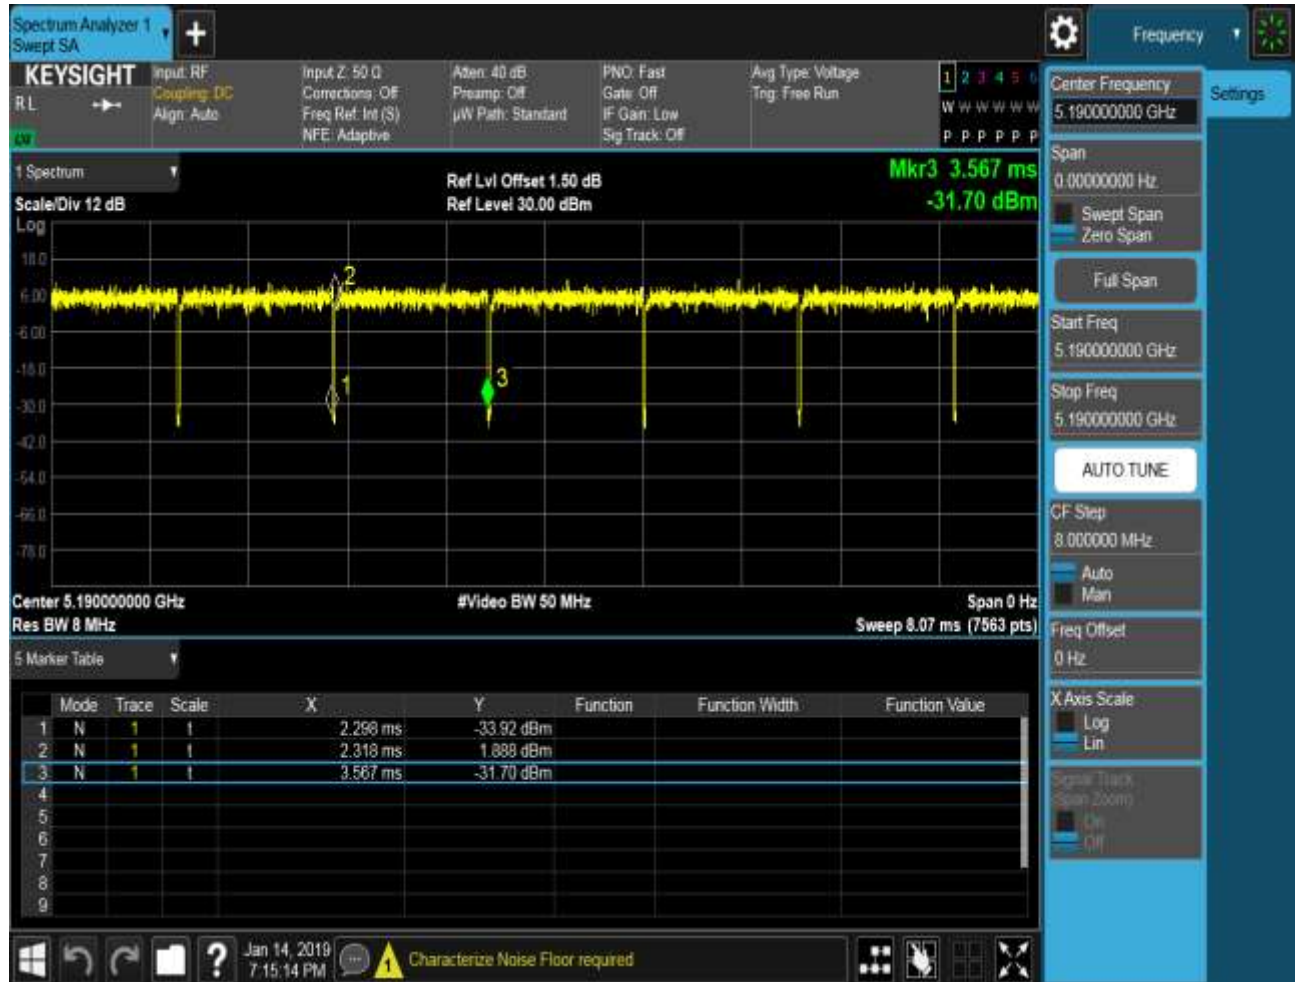 Spectrum Analyzer 1
Swept SA
+
Frequency
KEYSIGHT
R L
Input: RF
Coupling: DC
Align: Auto
Input Z: 50 Ω
Corrections: Off
Freq Ref: Int (S)
NFE: Adaptive
Atten: 40 dB
Preamp: Off
µW Path: Standard
PNO: Fast
Gate: Off
IF Gain: Low
Sig Track: Off
Avg Type: Voltage
Trig: Free Run
1 2 3 4 5 6
W W W W W W
P P P P P P
1 Spectrum
Scale/Div 12 dB
Ref Lvl Offset 1.50 dB
Ref Level 30.00 dBm
Mkr3 3.567 ms
-31.70 dBm
Log
18.0
6.00
-6.00
-18.0
-30.0
-42.0
-54.0
-66.0
-78.0
2
1
3
Center 5.190000000 GHz
Res BW 8 MHz
#Video BW 50 MHz
Span 0 Hz
Sweep 8.07 ms (7563 pts)
5 Marker Table
Mode Trace Scale X Y Function Function Width Function Value
1 N 1 t 2.298 ms -33.92 dBm
2 N 1 t 2.318 ms 1.888 dBm
3 N 1 t 3.567 ms -31.70 dBm
4
5
6
7
8
9
Jan 14, 2019
7:15:14 PM
Characterize Noise Floor required
Center Frequency
5.190000000 GHz
Settings
Span
0.00000000 Hz
Swept Span
Zero Span
Full Span
Start Freq
5.190000000 GHz
Stop Freq
5.190000000 GHz
AUTO TUNE
CF Step
8.000000 MHz
Auto
Man
Freq Offset
0 Hz
X Axis Scale
Log
Lin
Signal Track
(Span Zoom)
On
Off